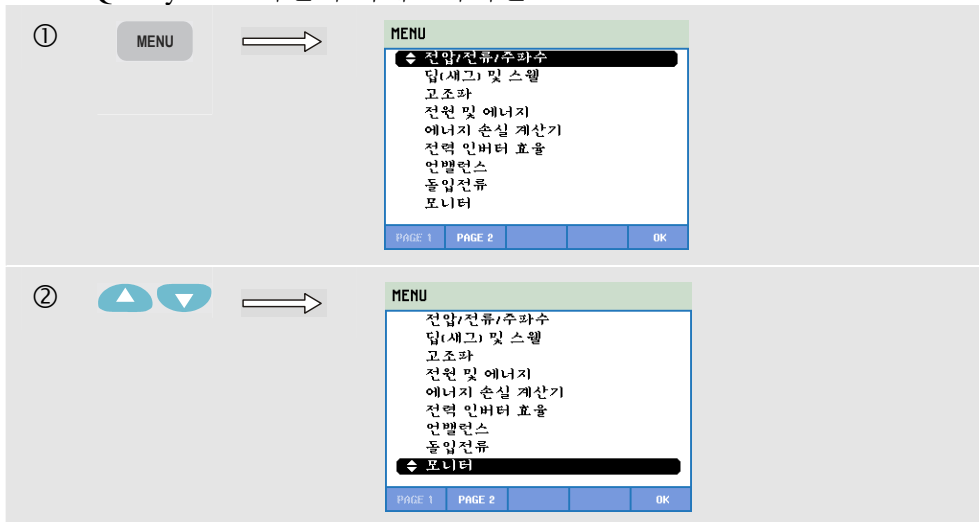 ①
MENU
MENU
전압/전류/주파수
딥(새그) 및 스웰
고조파
전원 및 에너지
에너지 손실 계산기
전력 인버터 효율
언밸런스
돌입전류
모니터
PAGE 1 PAGE 2 OK
②
MENU
전압/전류/주파수
딥(새그) 및 스웰
고조파
전원 및 에너지
에너지 손실 계산기
전력 인버터 효율
언밸런스
돌입전류
모니터
PAGE 1 PAGE 2 OK